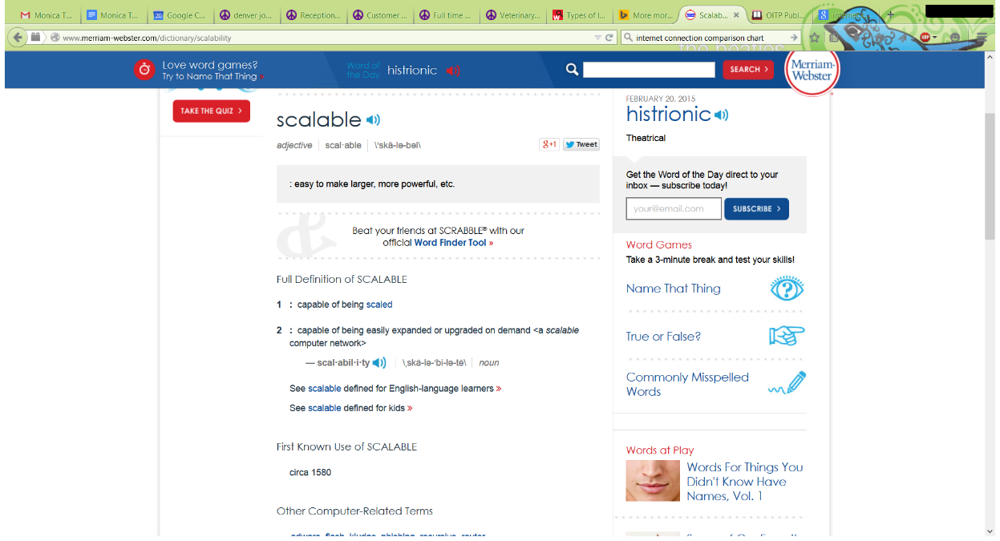 Monica T...
Monica T...
Google C...
denver jo...
Reception...
Customer ...
Full time ...
Veterinary...
Types of I...
More mor...
Scalab...
OITP Publ...
www.merriam-webster.com/dictionary/scalability
internet connection comparison chart
Love word games?
Try to Name That Thing »
Word of
the Day
histrionic
SEARCH >
Merriam-
Webster
TAKE THE QUIZ >
scalable
adjective
scal·able
\ˈskā-lə-bəl\
+1
Tweet
: easy to make larger, more powerful, etc.
Beat your friends at SCRABBLE® with our
official Word Finder Tool »
Full Definition of SCALABLE
1 : capable of being scaled
2 : capable of being easily expanded or upgraded on demand <a scalable
computer network>
— scal·abil·i·ty
\ˌskā-lə-ˈbi-lə-tē\
noun
See scalable defined for English-language learners »
See scalable defined for kids »
First Known Use of SCALABLE
circa 1580
Other Computer-Related Terms
adware, flash, kludge, phishing, recursive, router
FEBRUARY 20, 2015
histrionic
Theatrical
Get the Word of the Day direct to your
inbox — subscribe today!
your@email.com
SUBSCRIBE >
Word Games
Take a 3-minute break and test your skills!
Name That Thing
True or False?
Commonly Misspelled
Words
Words at Play
Words For Things You
Didn't Know Have
Names, Vol. 1